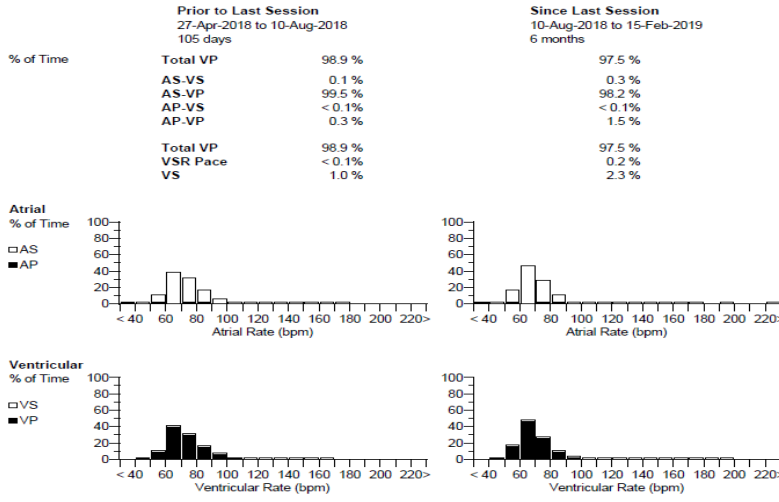 Prior to Last Session Since Last Session
27-Apr-2018 to 10-Aug-2018 10-Aug-2018 to 15-Feb-2019
105 days 6 months
% of Time Total VP 98.9 % 97.5 %
AS-VS 0.1 % 0.3 %
AS-VP 99.5 % 98.2 %
AP-VS < 0.1% < 0.1%
AP-VP 0.3 % 1.5 %
Total VP 98.9 % 97.5 %
VSR Pace < 0.1% 0.2 %
VS 1.0 % 2.3 %
Atrial
% of Time
AS
AP
100 80 60 40 20 0
< 40 60 80 100 120 140 160 180 200 220>
Atrial Rate (bpm)
100 80 60 40 20 0
< 40 60 80 100 120 140 160 180 200 220>
Atrial Rate (bpm)
Ventricular
% of Time
VS
VP
100 80 60 40 20 0
< 40 60 80 100 120 140 160 180 200 220>
Ventricular Rate (bpm)
100 80 60 40 20 0
< 40 60 80 100 120 140 160 180 200 220>
Ventricular Rate (bpm)